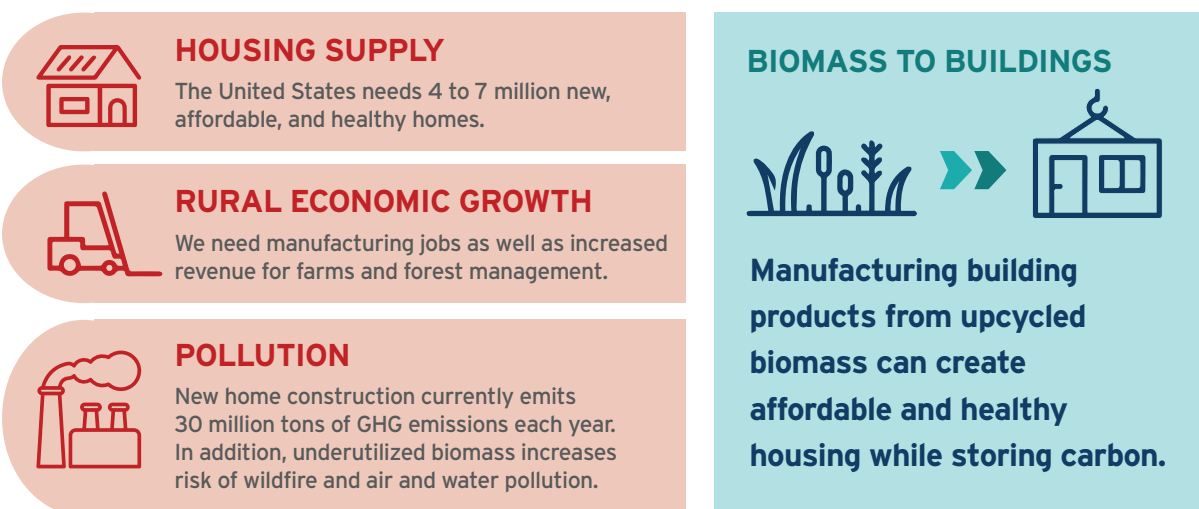 HOUSING SUPPLY
The United States needs 4 to 7 million new,
affordable, and healthy homes.
RURAL ECONOMIC GROWTH
We need manufacturing jobs as well as increased
revenue for farms and forest management.
POLLUTION
New home construction currently emits
30 million tons of GHG emissions each year.
In addition, underutilized biomass increases
risk of wildfire and air and water pollution.
BIOMASS TO BUILDINGS
Manufacturing building
products from upcycled
biomass can create
affordable and healthy
housing while storing carbon.